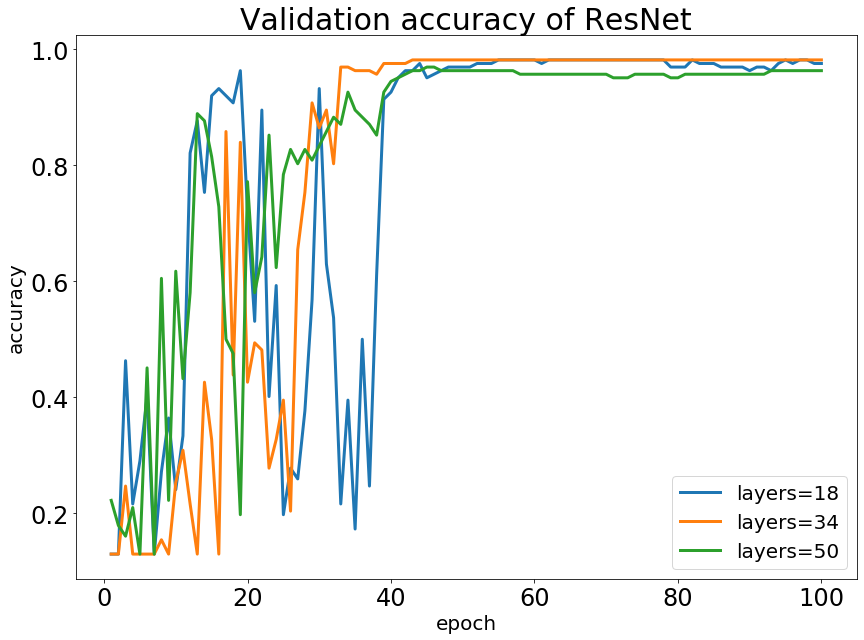 Validation accuracy of ResNet
1.0
0.8
0.6
0.4
0.2
accuracy
layers=18
layers=34
layers=50
0 20 40 60 80 100
epoch